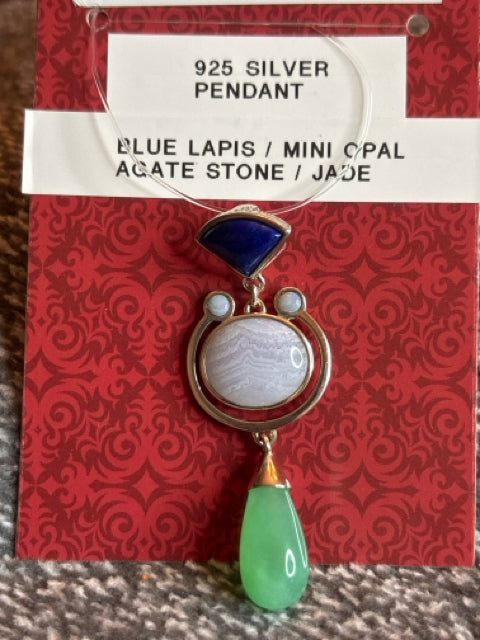 925 SILVER
PENDANT
BLUE LAPIS / MINI OPAL
AGATE STONE / JADE